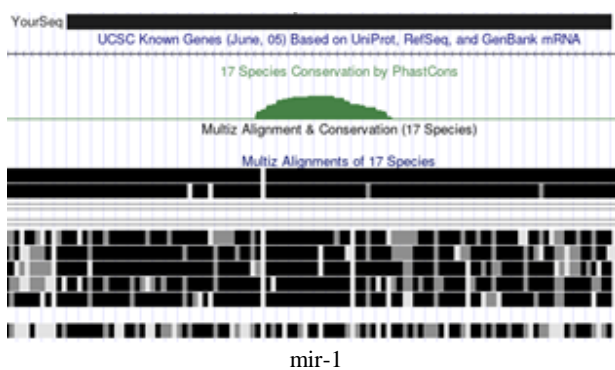 YourSeq
UCSC Known Genes (June, 05) Based on UniProt, RefSeq, and GenBank mRNA
17 Species Conservation by PhastCons
Multiz Alignment & Conservation (17 Species)
Multiz Alignments of 17 Species
mir-1